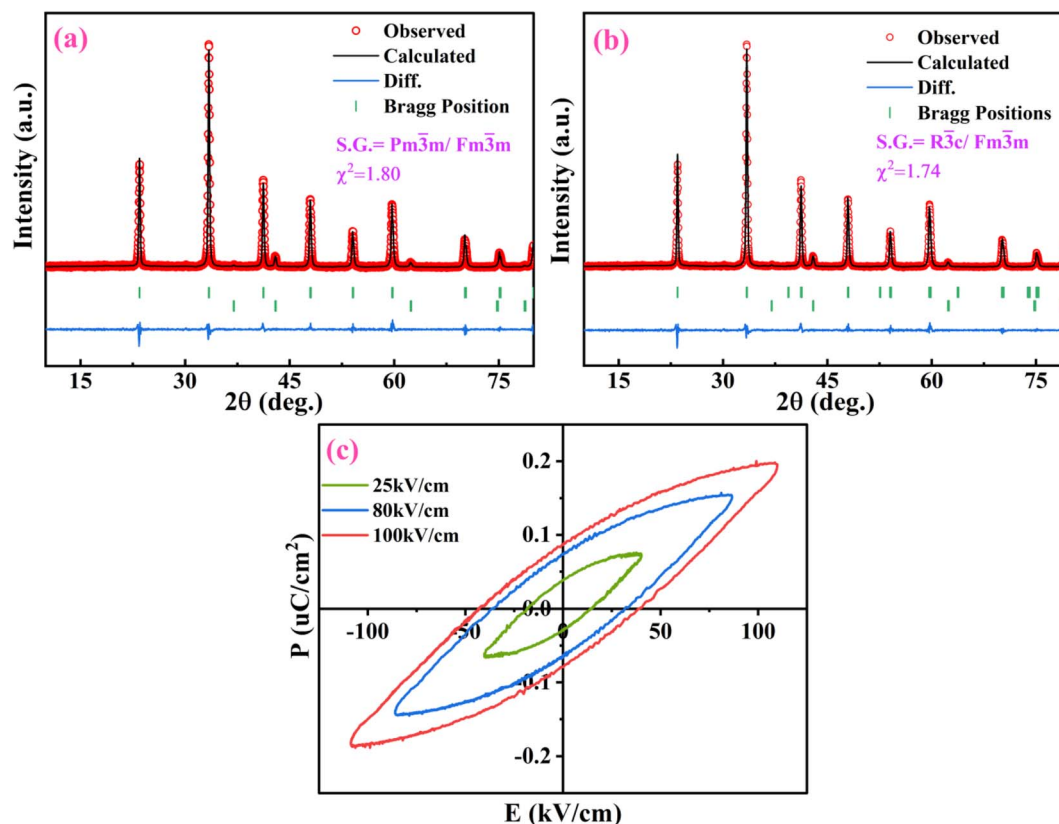 (a)
Observed
Calculated
Diff.
Bragg Position
S.G.= Pm3̅m/ Fm3̅m
χ²=1.80
Intensity (a.u.)
15 30 45 60 75
2θ (deg.)
(b)
Observed
Calculated
Diff.
Bragg Positions
S.G.= R3̅c/ Fm3̅m
χ²=1.74
Intensity (a.u.)
15 30 45 60 75
2θ (deg.)
(c)
25kV/cm
80kV/cm
100kV/cm
P (uC/cm²)
0.2
0.1
0.0
-0.1
-0.2
-100 -50 0 50 100
E (kV/cm)